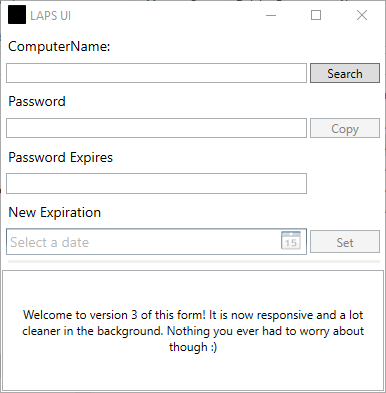 LAPS UI
ComputerName:
Search
Password
Copy
Password Expires
New Expiration
Select a date
15
Set
Welcome to version 3 of this form! It is now responsive and a lot
cleaner in the background. Nothing you ever had to worry about
though :)